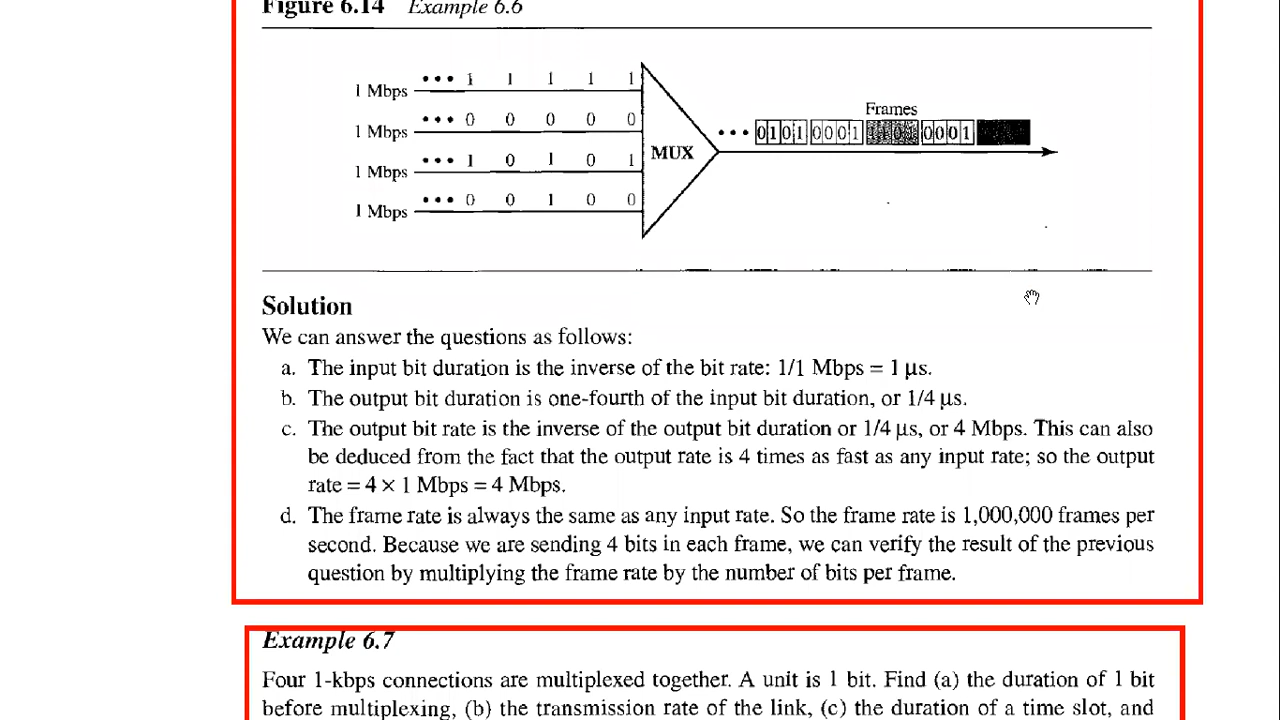 Figure 6.14 Example 6.6
1 Mbps ••• 1 1 1 1 1
1 Mbps ••• 0 0 0 0 0
1 Mbps ••• 1 0 1 0 1
1 Mbps ••• 0 0 1 0 0
MUX
Frames
••• 0101 0001 0001
Solution
We can answer the questions as follows:
a. The input bit duration is the inverse of the bit rate: 1/1 Mbps = 1 μs.
b. The output bit duration is one-fourth of the input bit duration, or 1/4 μs.
c. The output bit rate is the inverse of the output bit duration or 1/4 μs, or 4 Mbps. This can also
be deduced from the fact that the output rate is 4 times as fast as any input rate; so the output
rate = 4 × 1 Mbps = 4 Mbps.
d. The frame rate is always the same as any input rate. So the frame rate is 1,000,000 frames per
second. Because we are sending 4 bits in each frame, we can verify the result of the previous
question by multiplying the frame rate by the number of bits per frame.
Example 6.7
Four 1-kbps connections are multiplexed together. A unit is 1 bit. Find (a) the duration of 1 bit
before multiplexing, (b) the transmission rate of the link, (c) the duration of a time slot, and